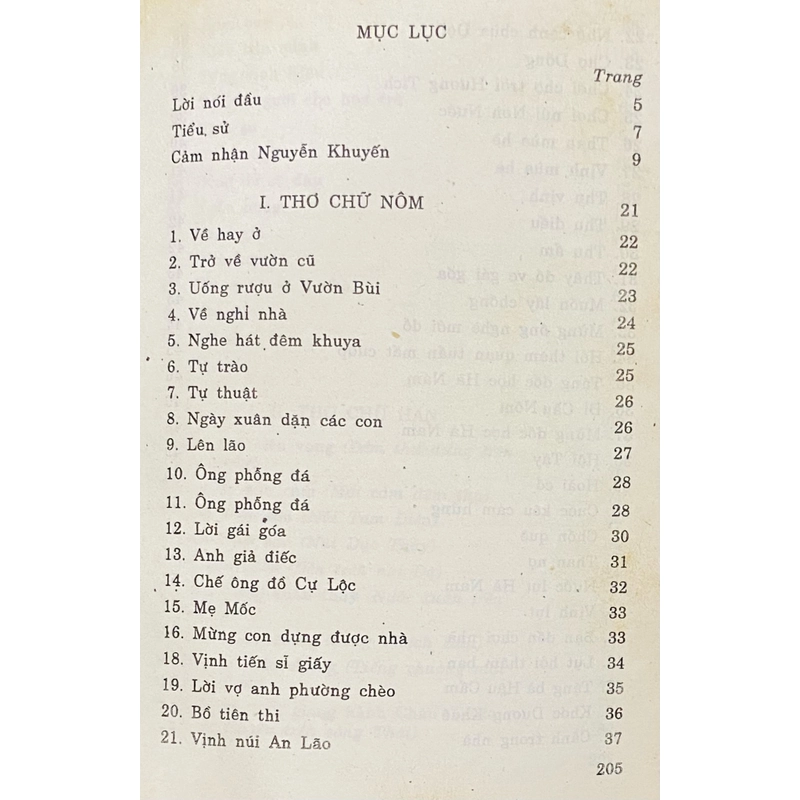 MỤC LỤC
Trang
Lời nói đầu 5
Tiểu sử 7
Cảm nhận Nguyễn Khuyến 9
I. THƠ CHỮ NÔM 21
1. Về hay ở 22
2. Trở về vườn cũ 22
3. Uống rượu ở Vườn Bùi 23
4. Về nghỉ nhà 24
5. Nghe hát đêm khuya 25
6. Tự trào 25
7. Tự thuật 26
8. Ngày xuân dặn các con 26
9. Lên lão 27
10. Ông phỗng đá 28
11. Ông phỗng đá 28
12. Lời gái góa 30
13. Anh giả điếc 31
14. Chế ông đồ Cự Lộc 32
15. Mẹ Mốc 33
16. Mừng con dựng được nhà 33
18. Vịnh tiến sĩ giấy 34
19. Lời vợ anh phường chèo 35
20. Bồ tiên thi 36
21. Vịnh núi An Lão 37
205